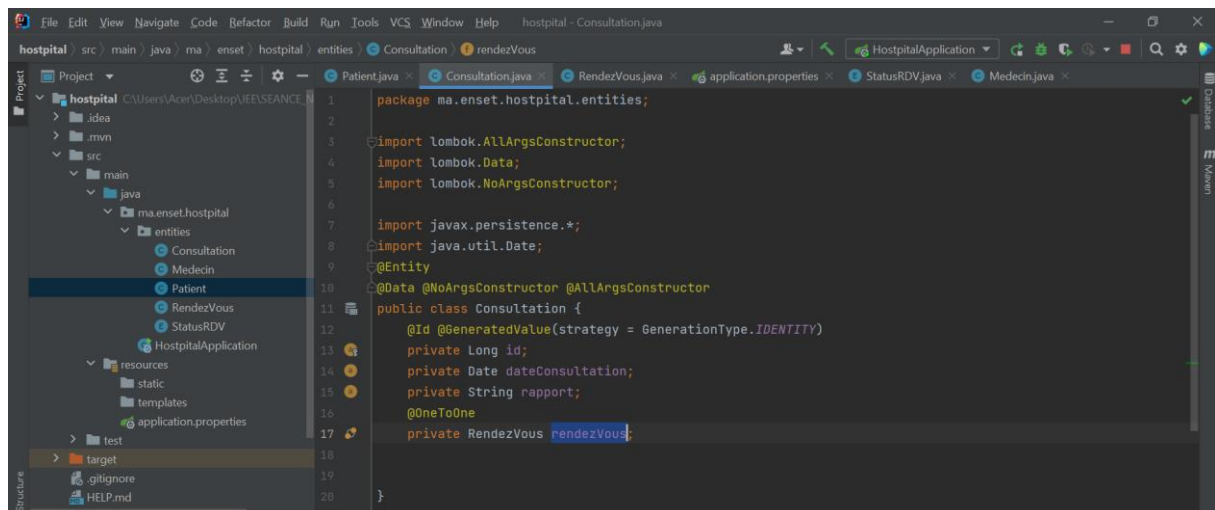 File Edit View Navigate Code Refactor Build Run Tools VCS Window Help hostpital - Consultation.java
hostpital src main java ma enset hostpital entities Consultation rendezVous HostpitalApplication
Project Patient.java Consultation.java RendezVous.java application.properties StatusRDV.java Medecin.java
Project
Structure
hostpital C:\Users\Acer\Desktop\JEE\SEANCE_N
.idea
.mvn
src
main
java
ma.enset.hostpital
entities
Consultation
Medecin
Patient
RendezVous
StatusRDV
HostpitalApplication
resources
static
templates
application.properties
test
target
.gitignore
HELP.md
1 package ma.enset.hostpital.entities;
2
3 import lombok.AllArgsConstructor;
4 import lombok.Data;
5 import lombok.NoArgsConstructor;
6
7 import javax.persistence.*;
8 import java.util.Date;
9 @Entity
10 @Data @NoArgsConstructor @AllArgsConstructor
11 public class Consultation {
12 @Id @GeneratedValue(strategy = GenerationType.IDENTITY)
13 private Long id;
14 private Date dateConsultation;
15 private String rapport;
16 @OneToOne
17 private RendezVous rendezVous;
18
19
20 }
Database
Maven